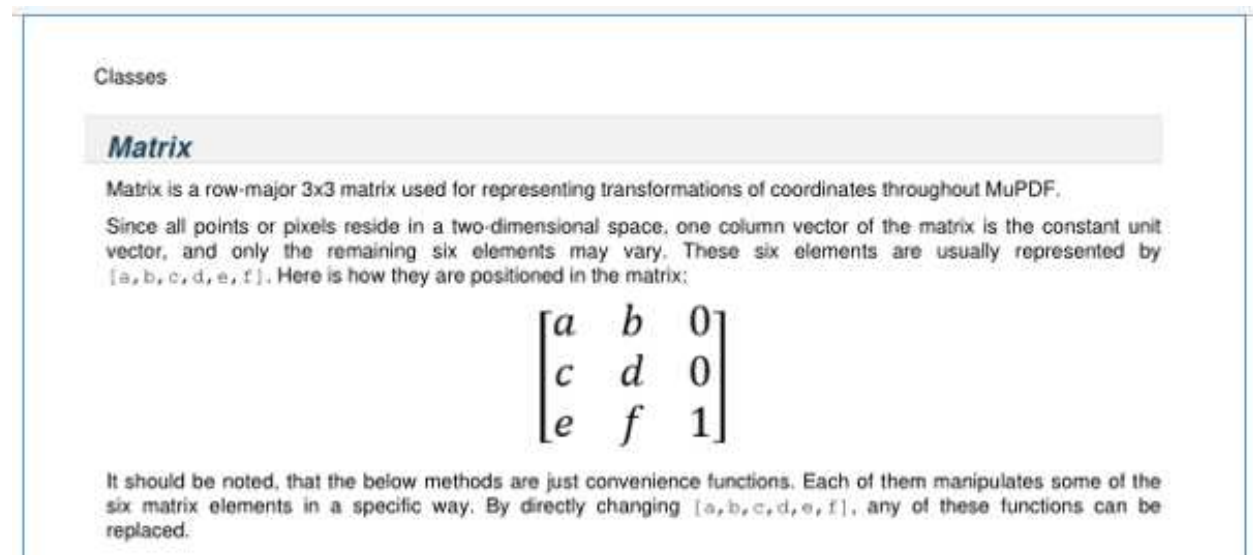 Classes
Matrix
Matrix is a row-major 3x3 matrix used for representing transformations of coordinates throughout MuPDF.
Since all points or pixels reside in a two-dimensional space, one column vector of the matrix is the constant unit
vector, and only the remaining six elements may vary. These six elements are usually represented by
[a,b,c,d,e,f]. Here is how they are positioned in the matrix:
a b 0
c d 0
e f 1
It should be noted, that the below methods are just convenience functions. Each of them manipulates some of the
six matrix elements in a specific way. By directly changing [a,b,c,d,e,f], any of these functions can be
replaced.